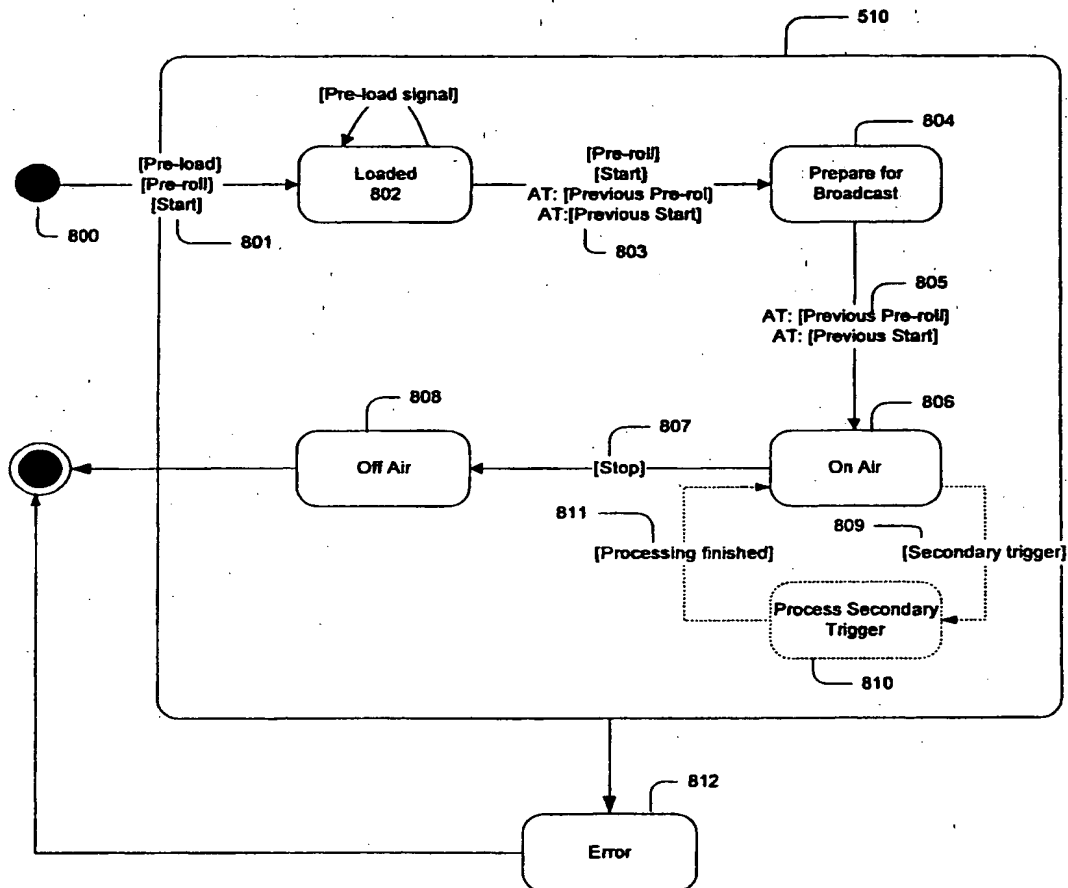 510
[Pre-load signal]
804
[Pre-load}
[Pre-roll]
[Start]
Loaded
802
[Pre-roll]
[Start}
AT: [Previous Pre-rol]
AT:[Previous Start]
Prepare for
Broadcast
800
801
803
805
AT: [Previous Pre-roll]
AT: [Previous Start]
808
807
806
Off Air
[Stop]
On Air
811
809
[Processing finished]
[Secondary trigger}
Process Secondary
Trigger
810
812
Error